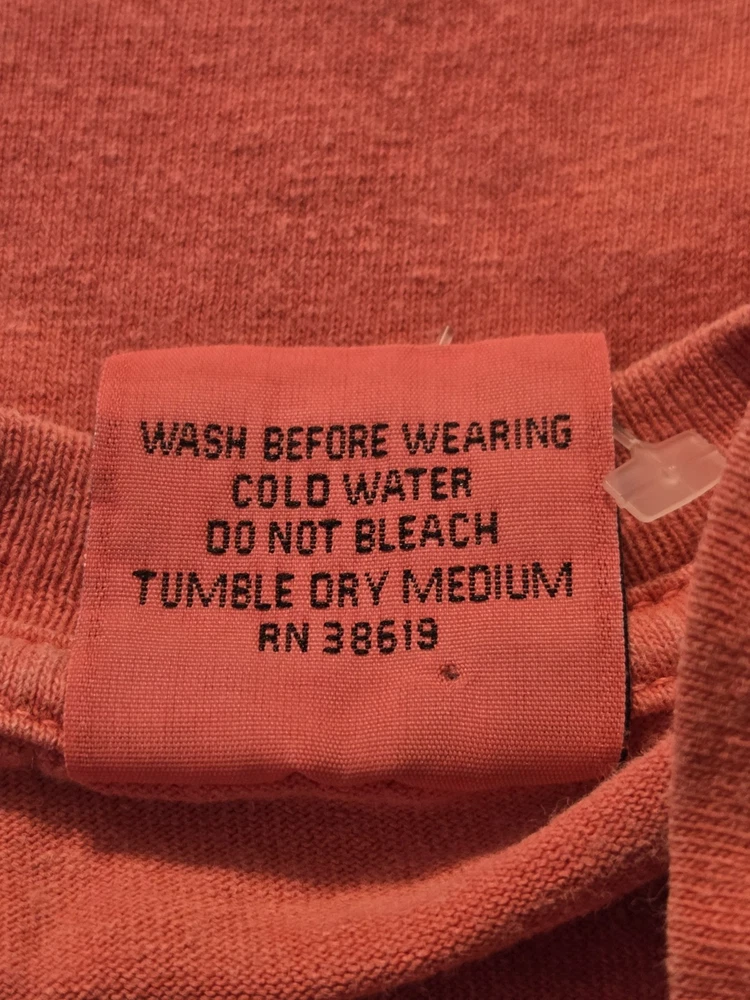 WASH BEFORE WEARING
COLD WATER
DO NOT BLEACH
TUMBLE DRY MEDIUM
RN 38619